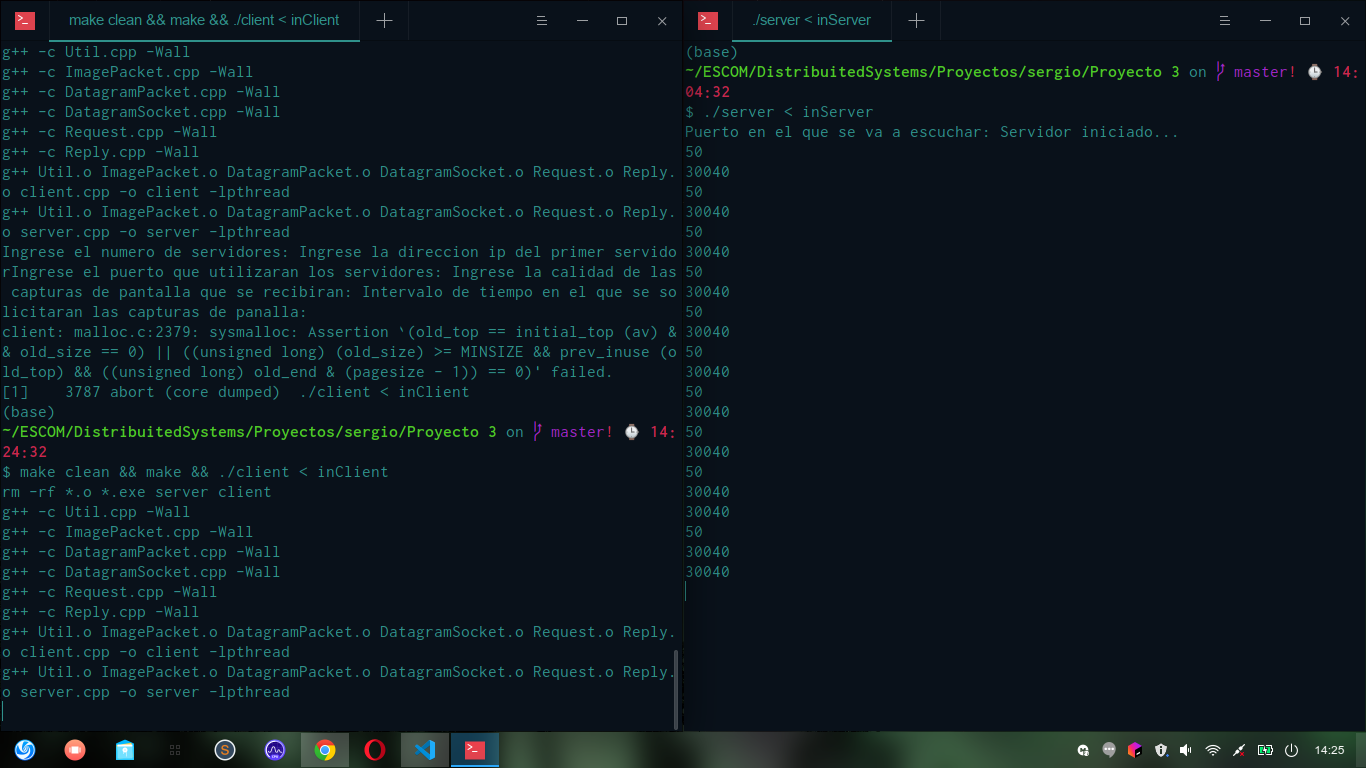 make clean && make && ./client < inClient
g++ -c Util.cpp -Wall
g++ -c ImagePacket.cpp -Wall
g++ -c DatagramPacket.cpp -Wall
g++ -c DatagramSocket.cpp -Wall
g++ -c Request.cpp -Wall
g++ -c Reply.cpp -Wall
g++ Util.o ImagePacket.o DatagramPacket.o DatagramSocket.o Request.o Reply.
o client.cpp -o client -lpthread
g++ Util.o ImagePacket.o DatagramPacket.o DatagramSocket.o Request.o Reply.
o server.cpp -o server -lpthread
Ingrese el numero de servidores: Ingrese la direccion ip del primer servido
rIngrese el puerto que utilizaran los servidores: Ingrese la calidad de las
 capturas de pantalla que se recibiran: Intervalo de tiempo en el que se so
licitaran las capturas de panalla:
client: malloc.c:2379: sysmalloc: Assertion `(old_top == initial_top (av) &
& old_size == 0) || ((unsigned long) (old_size) >= MINSIZE && prev_inuse (o
ld_top) && ((unsigned long) old_end & (pagesize - 1)) == 0)' failed.
[1]    3787 abort (core dumped)  ./client < inClient
(base)
~/ESCOM/DistribuitedSystems/Proyectos/sergio/Proyecto 3 on master! 14:
24:32
$ make clean && make && ./client < inClient
rm -rf *.o *.exe server client
g++ -c Util.cpp -Wall
g++ -c ImagePacket.cpp -Wall
g++ -c DatagramPacket.cpp -Wall
g++ -c DatagramSocket.cpp -Wall
g++ -c Request.cpp -Wall
g++ -c Reply.cpp -Wall
g++ Util.o ImagePacket.o DatagramPacket.o DatagramSocket.o Request.o Reply.
o client.cpp -o client -lpthread
g++ Util.o ImagePacket.o DatagramPacket.o DatagramSocket.o Request.o Reply.
o server.cpp -o server -lpthread
./server < inServer
(base)
~/ESCOM/DistribuitedSystems/Proyectos/sergio/Proyecto 3 on master! 14:
04:32
$ ./server < inServer
Puerto en el que se va a escuchar: Servidor iniciado...
50
30040
50
30040
50
30040
50
30040
50
30040
50
30040
50
30040
50
30040
50
30040
30040
50
30040
30040
14:25